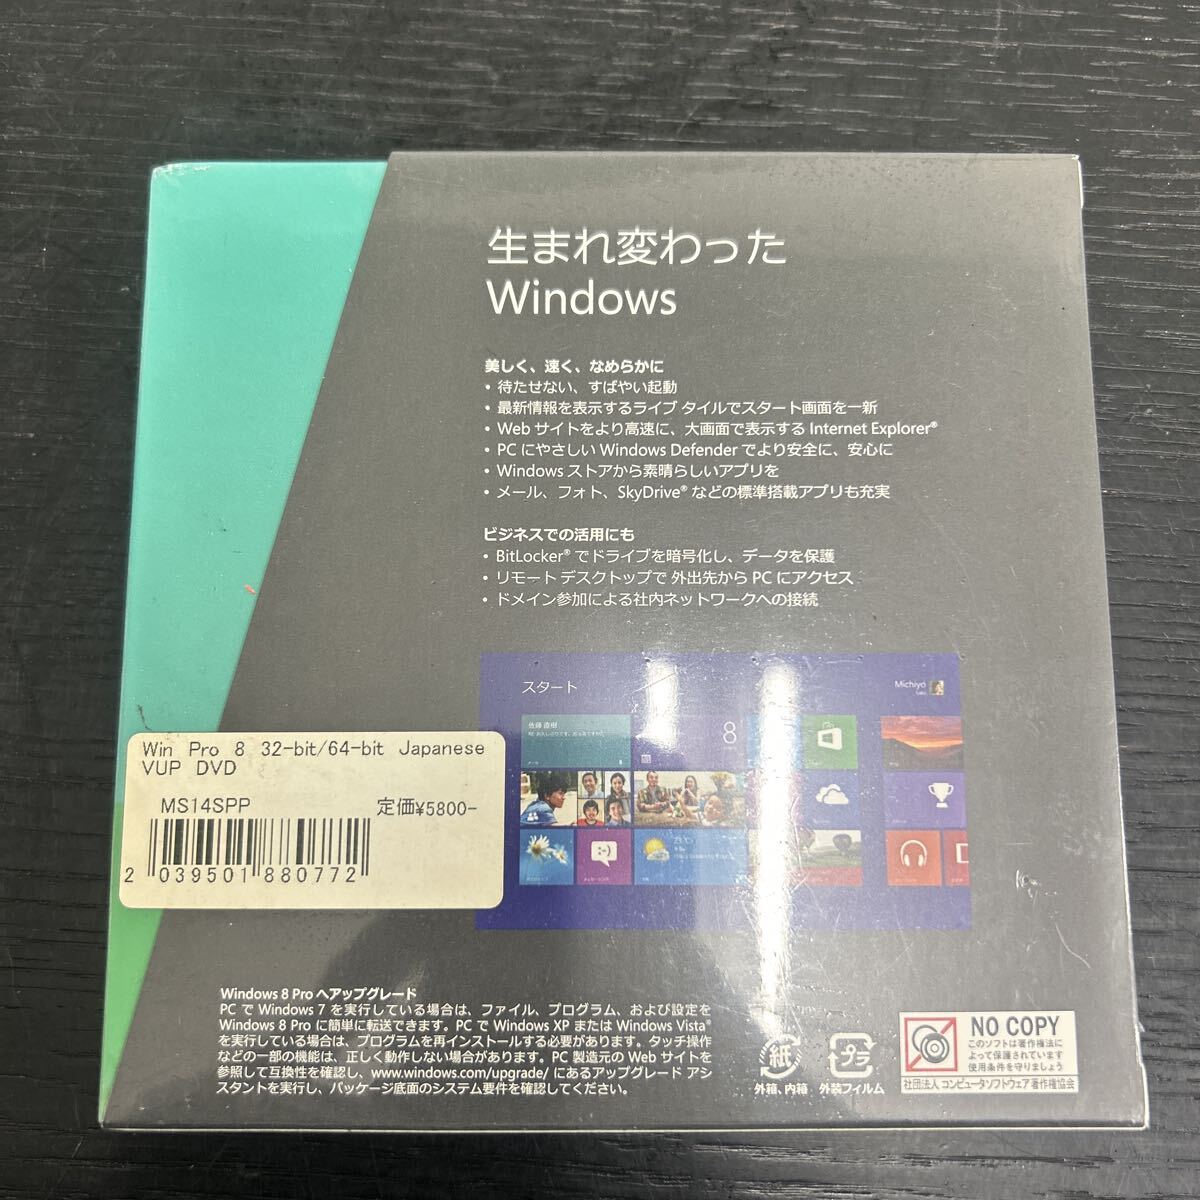 生まれ変わった
Windows
美しく、速く、なめらかに
• 待たせない、すばやい起動
• 最新情報を表示するライブ タイルでスタート画面を一新
• Web サイトをより高速に、大画面で表示する Internet Explorer®
• PC にやさしい Windows Defender でより安全に、安心に
• Windows ストアから素晴らしいアプリを
• メール、フォト、SkyDrive® などの標準搭載アプリも充実
ビジネスでの活用にも
• BitLocker® でドライブを暗号化し、データを保護
• リモート デスクトップで 外出先から PC にアクセス
• ドメイン参加による社内ネットワークへの接続
スタート
Michiyo
佐藤 直樹
8
:-)
Win Pro 8 32-bit/64-bit Japanese
VUP DVD
MS14SPP 定価¥5800-
2 039501 880772
Windows 8 Pro へアップグレード
PC で Windows 7 を実行している場合は、ファイル、プログラム、および設定を
Windows 8 Pro に簡単に転送できます。PC で Windows XP または Windows Vista®
を実行している場合は、プログラムを再インストールする必要があります。タッチ操作
などの一部の機能は、正しく動作しない場合があります。PC 製造元の Web サイトを
参照して互換性を確認し、www.windows.com/upgrade/ にあるアップグレード アシ
スタントを実行し、パッケージ底面のシステム要件を確認してください。
紙
外箱、内箱
プラ
外装フィルム
NO COPY
このソフトは著作権法に
よって保護されています
使用条件を守りましょう
社団法人 コンピュータソフトウェア著作権協会